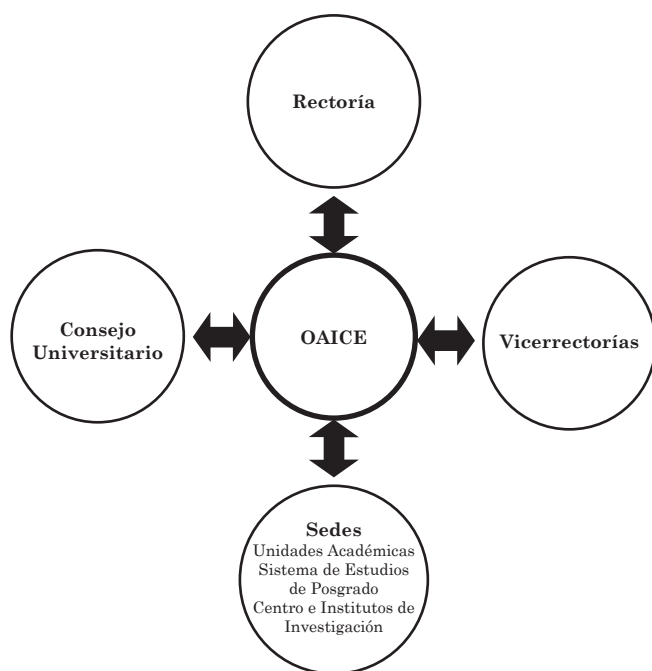 Rectoría
Consejo
Universitario
OAICE
Vicerrectorías
Sedes
Unidades Académicas
Sistema de Estudios
de Posgrado
Centro e Institutos de
Investigación